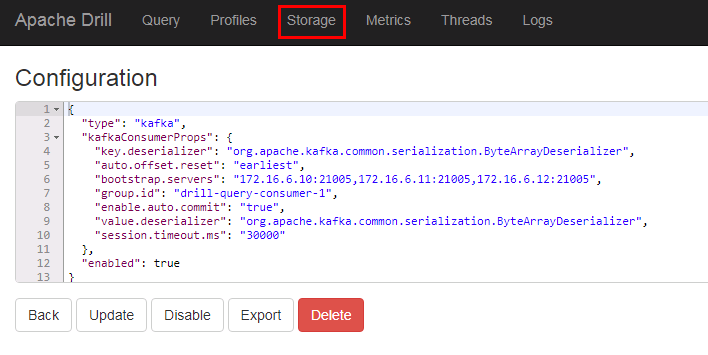 Apache Drill Query Profiles Storage Metrics Threads Logs
Configuration
1 {
2 "type": "kafka",
3 "kafkaConsumerProps": {
4 "key.deserializer": "org.apache.kafka.common.serialization.ByteArrayDeserializer",
5 "auto.offset.reset": "earliest",
6 "bootstrap.servers": "172.16.6.10:21005,172.16.6.11:21005,172.16.6.12:21005",
7 "group.id": "drill-query-consumer-1",
8 "enable.auto.commit": "true",
9 "value.deserializer": "org.apache.kafka.common.serialization.ByteArrayDeserializer",
10 "session.timeout.ms": "30000"
11 },
12 "enabled": true
13 }
Back Update Disable Export Delete